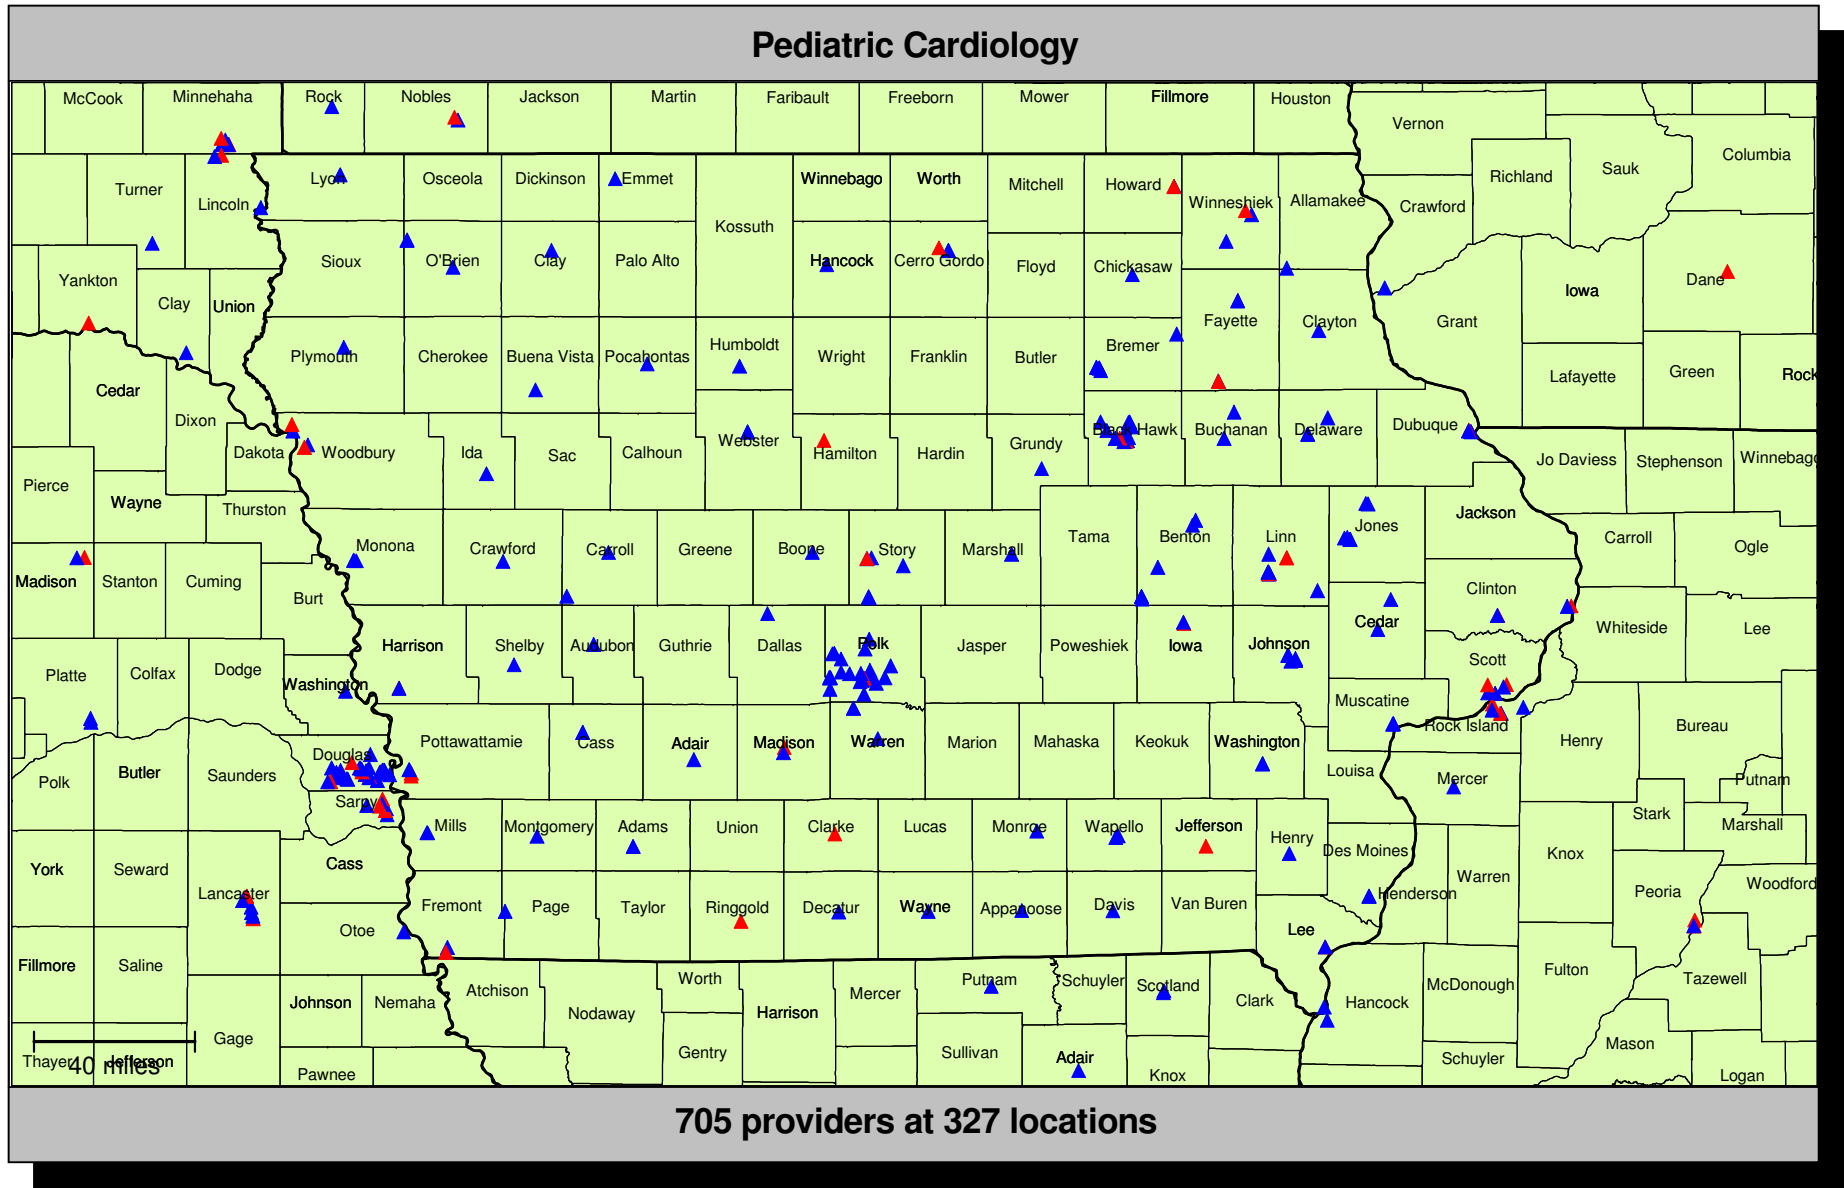 Pediatric Cardiology
McCook Minnehaha Rock Nobles Jackson Martin Faribault Freeborn Mower Fillmore Houston
Vernon
Columbia
Richland Sauk
Turner Lyon Osceola Dickinson Emmet Winnebago Worth Mitchell Howard
Lincoln Winneshiek Allamakee Crawford
Kossuth
Yankton Sioux O'Brien Clay Palo Alto Hancock Cerro Gordo Floyd Chickasaw Dane
Clay Union Iowa
Fayette Clayton Grant
Plymouth Cherokee Buena Vista Pocahontas Humboldt Wright Franklin Butler Bremer
Cedar Lafayette Green Rock
Dixon
Dakota Woodbury Ida Sac Calhoun Webster Hamilton Hardin Grundy Black Hawk Buchanan Delaware Dubuque
Jo Daviess Stephenson Winnebago
Pierce
Wayne Thurston Jackson
Monona Crawford Carroll Greene Boone Story Marshall Tama Benton Linn Jones
Carroll Ogle
Madison Stanton Cuming
Burt Clinton
Harrison Shelby Audubon Guthrie Dallas Polk Jasper Poweshiek Iowa Johnson Cedar
Whiteside Lee
Platte Colfax Dodge Scott
Washington Muscatine
Rock Island Bureau
Pottawattamie Cass Adair Madison Warren Marion Mahaska Keokuk Washington
Henry
Douglas
Polk Butler Saunders Louisa Mercer Putnam
Sarpy
Mills Montgomery Adams Union Clarke Lucas Monroe Wapello Jefferson Henry
Stark Marshall
Des Moines Knox
York Seward Cass
Lancaster Henderson Warren Peoria Woodford
Fremont Page Taylor Ringgold Decatur Wayne Appanoose Davis Van Buren
Otoe Lee
Fillmore Saline Fulton
Johnson Nemaha Atchison Nodaway Worth Harrison Mercer Putnam Schuyler Scotland Clark Hancock McDonough Tazewell
Gage
Gentry Sullivan Adair Schuyler Mason
Thayer Jefferson
40 miles
Pawnee Knox Logan
705 providers at 327 locations